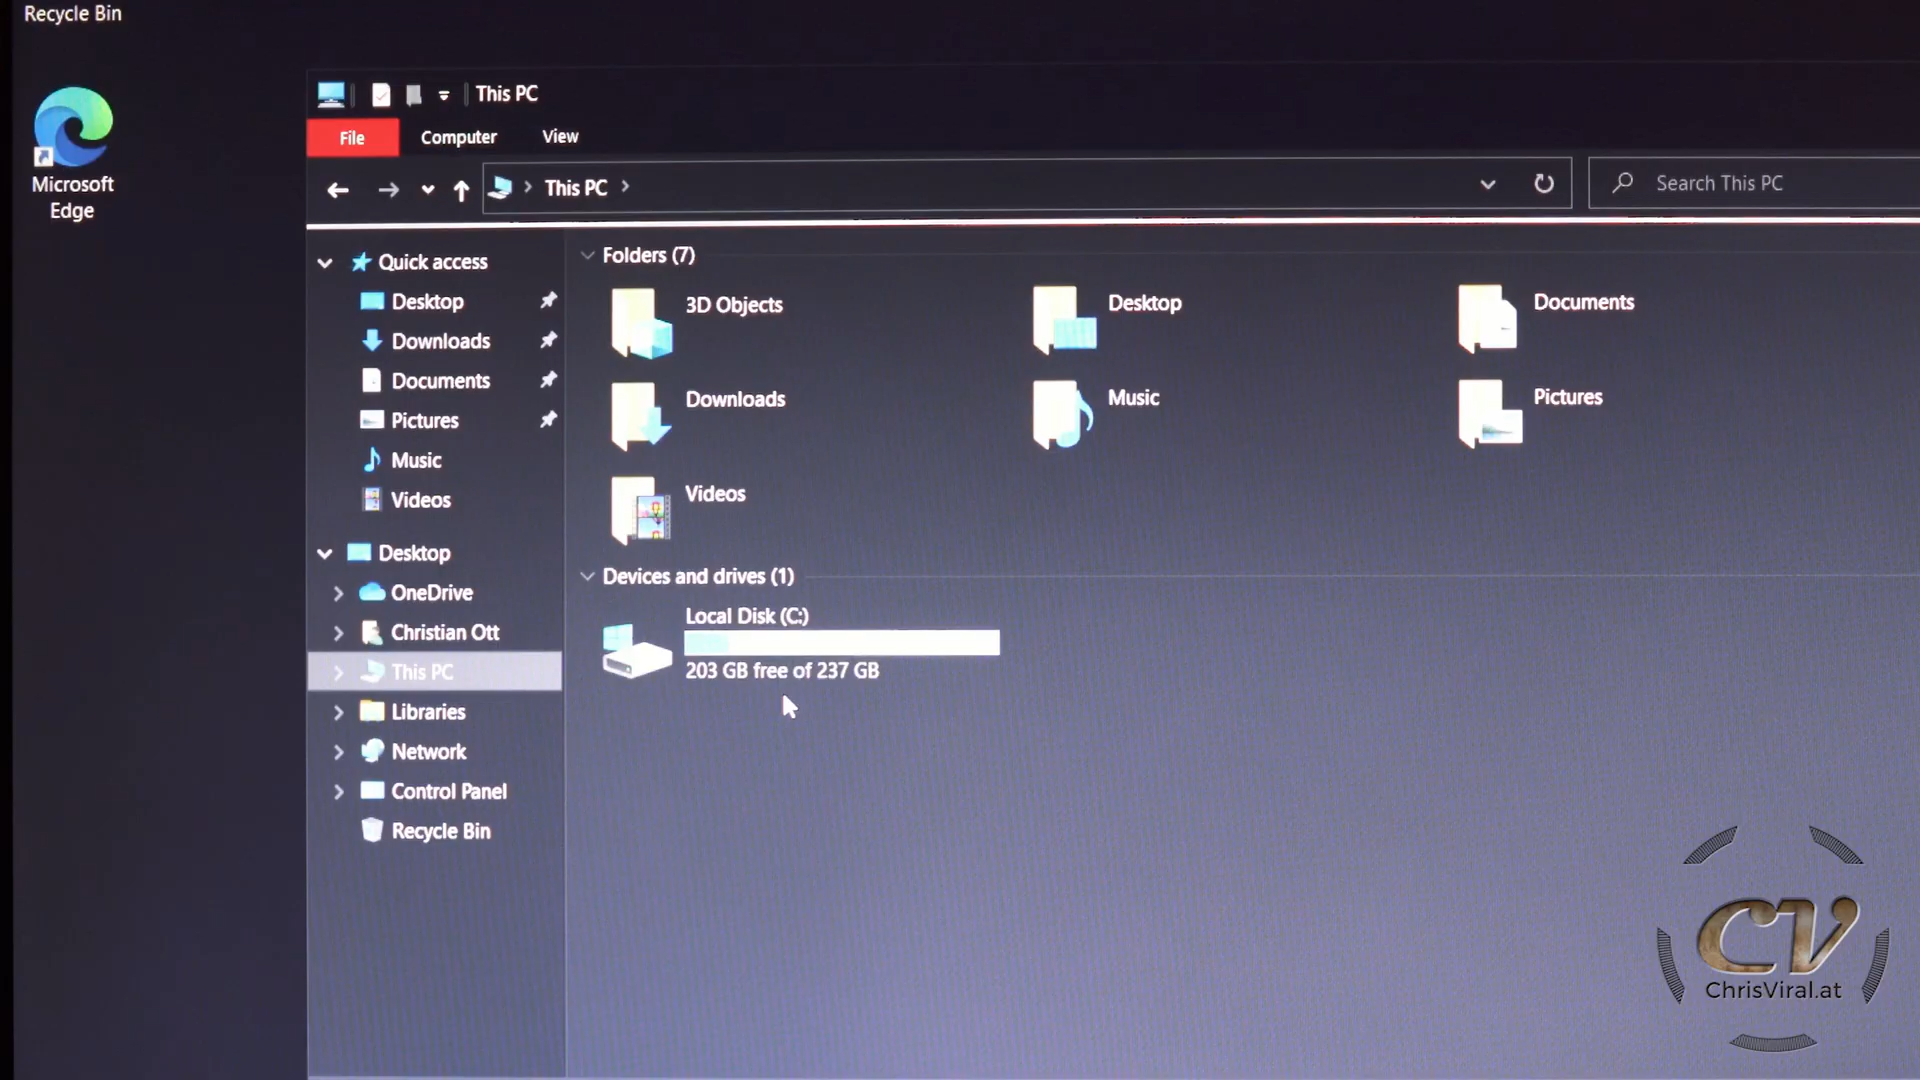 Recycle Bin
Microsoft
Edge
This PC
File
Computer
View
This PC
Search This PC
Quick access
Desktop
Downloads
Documents
Pictures
Music
Videos
Desktop
OneDrive
Christian Ott
This PC
Libraries
Network
Control Panel
Recycle Bin
Folders (7)
3D Objects
Desktop
Documents
Downloads
Music
Pictures
Videos
Devices and drives (1)
Local Disk (C:)
203 GB free of 237 GB
CV
ChrisViral.at